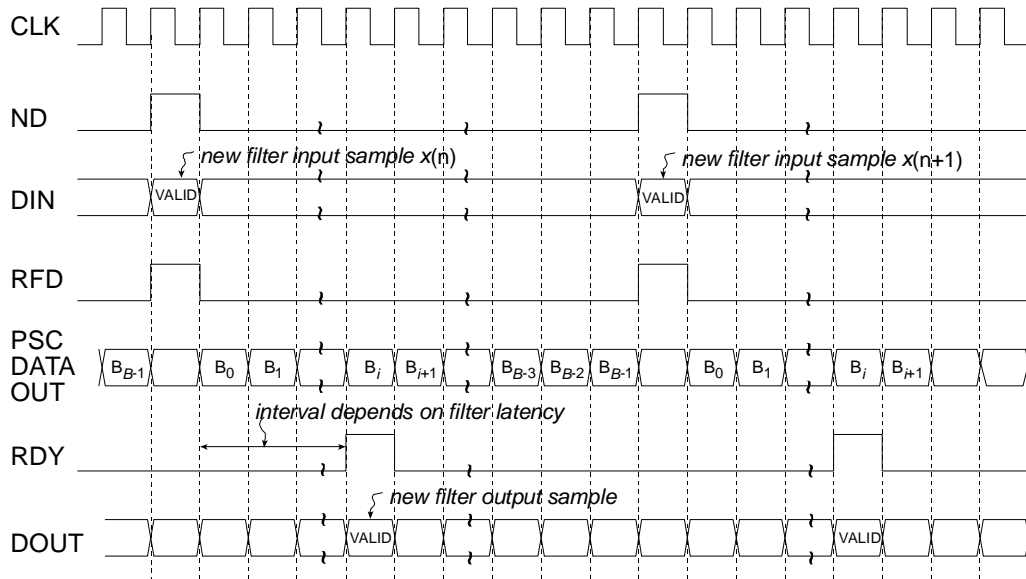 CLK
ND
new filter input sample x(n)
new filter input sample x(n+1)
DIN
VALID
VALID
RFD
PSC
DATA
OUT
B_{B-1} B_0 B_1 B_i B_{i+1} B_{B-3} B_{B-2} B_{B-1} B_0 B_1 B_i B_{i+1}
interval depends on filter latency
RDY
new filter output sample
DOUT
VALID
VALID